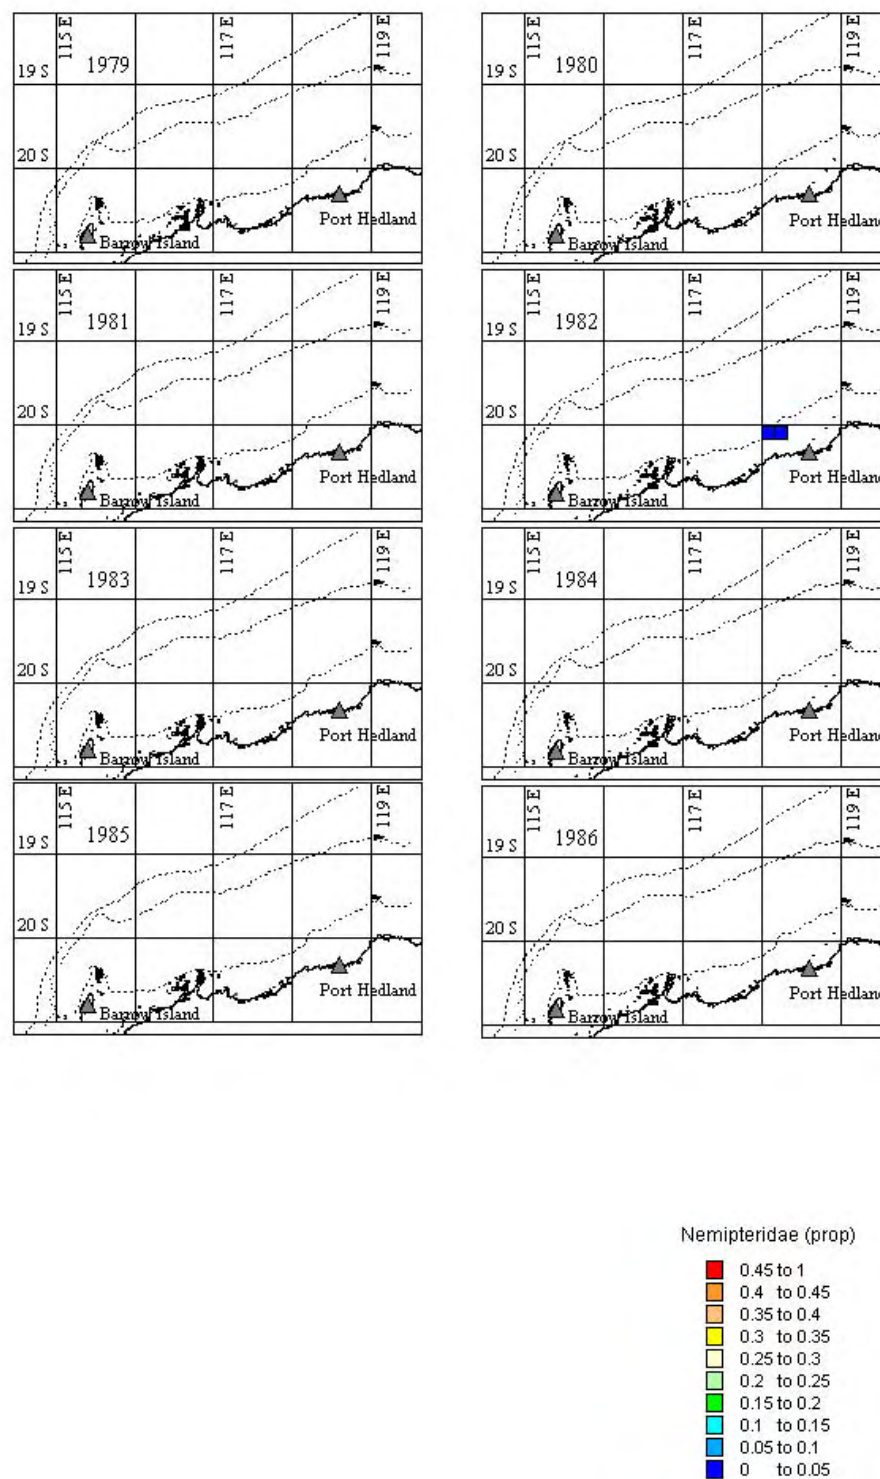 115 E
117 E
119 E
19 S
1979
20 S
Port Hedland
Barrow Island
115 E
117 E
119 E
19 S
1980
20 S
Port Hedland
Barrow Island
115 E
117 E
119 E
19 S
1981
20 S
Port Hedland
Barrow Island
115 E
117 E
119 E
19 S
1982
20 S
Port Hedland
Barrow Island
115 E
117 E
119 E
19 S
1983
20 S
Port Hedland
Barrow Island
115 E
117 E
119 E
19 S
1984
20 S
Port Hedland
Barrow Island
115 E
117 E
119 E
19 S
1985
20 S
Port Hedland
Barrow Island
115 E
117 E
119 E
19 S
1986
20 S
Port Hedland
Barrow Island
Nemipteridae (prop)
0.45 to 1
0.4 to 0.45
0.35 to 0.4
0.3 to 0.35
0.25 to 0.3
0.2 to 0.25
0.15 to 0.2
0.1 to 0.15
0.05 to 0.1
0 to 0.05